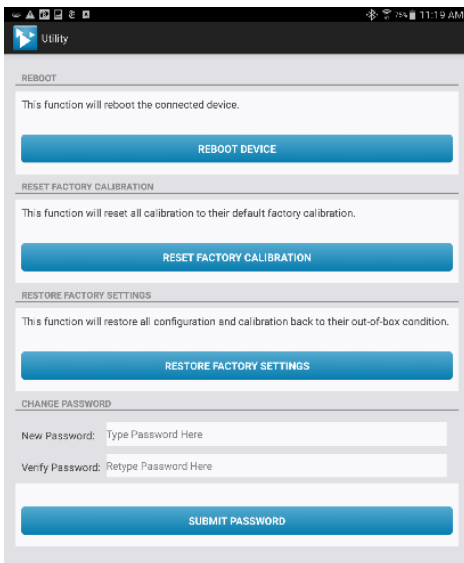 75% 11:19 AM
Utility
REBOOT
This function will reboot the connected device.
REBOOT DEVICE
RESET FACTORY CALIBRATION
This function will reset all calibration to their default factory calibration.
RESET FACTORY CALIBRATION
RESTORE FACTORY SETTINGS
This function will restore all configuration and calibration back to their out-of-box condition.
RESTORE FACTORY SETTINGS
CHANGE PASSWORD
New Password: Type Password Here
Verify Password: Retype Password Here
SUBMIT PASSWORD